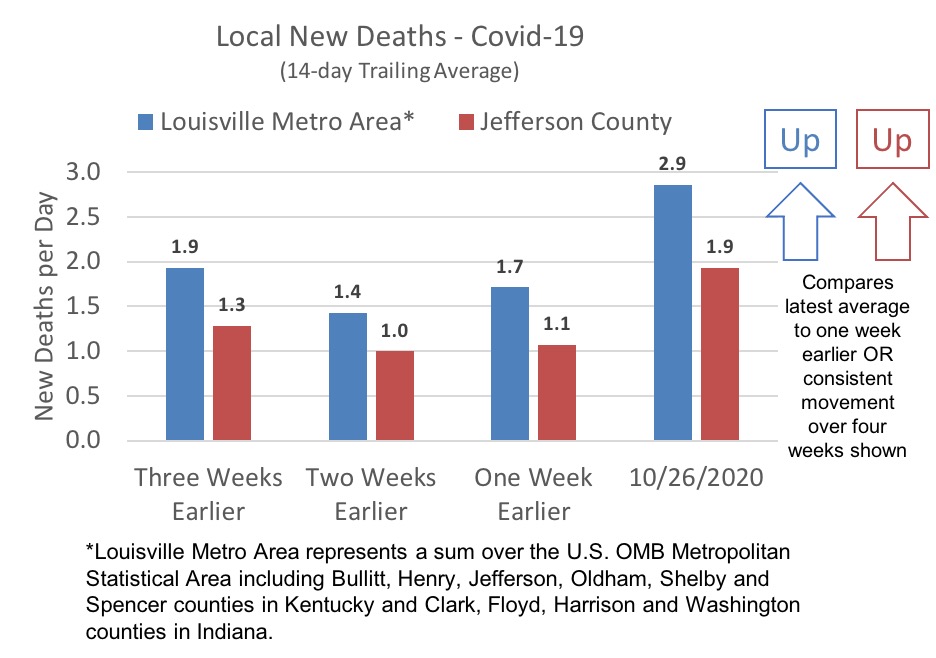 Local New Deaths - Covid-19
(14-day Trailing Average)
Louisville Metro Area*
Jefferson County
Up
Up
New Deaths per Day
3.0
2.5
2.0
1.5
1.0
0.5
0.0
1.9
1.3
1.4
1.0
1.7
1.1
2.9
1.9
Three Weeks
Earlier
Two Weeks
Earlier
One Week
Earlier
10/26/2020
Compares
latest average
to one week
earlier OR
consistent
movement
over four
weeks shown
*Louisville Metro Area represents a sum over the U.S. OMB Metropolitan
Statistical Area including Bullitt, Henry, Jefferson, Oldham, Shelby and
Spencer counties in Kentucky and Clark, Floyd, Harrison and Washington
counties in Indiana.